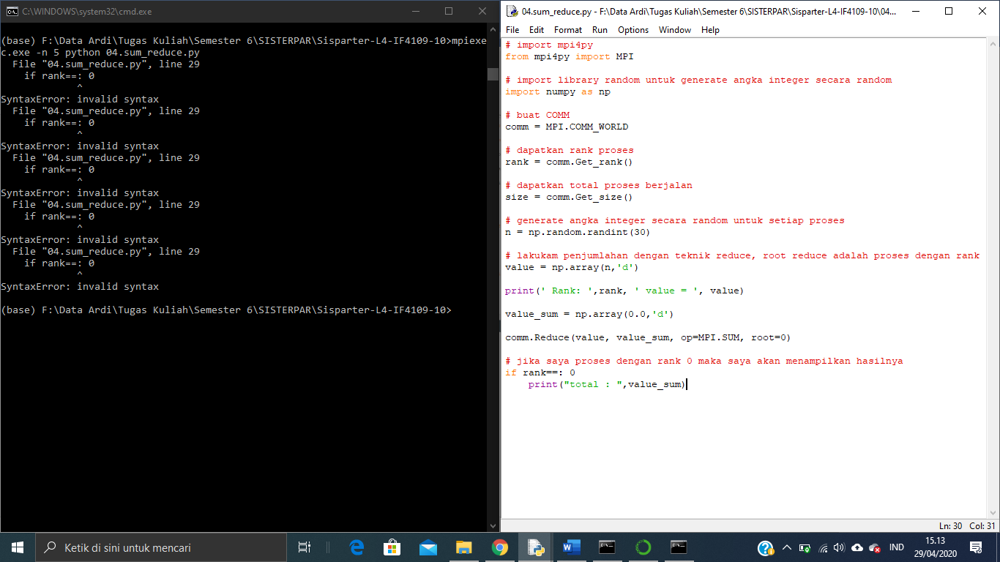 C:\WINDOWS\system32\cmd.exe
(base) F:\Data Ardi\Tugas Kuliah\Semester 6\SISTERPAR\Sisparter-L4-IF4109-10>mpiexe
c.exe -n 5 python 04.sum_reduce.py
  File "04.sum_reduce.py", line 29
    if rank==: 0
             ^
SyntaxError: invalid syntax
  File "04.sum_reduce.py", line 29
    if rank==: 0
             ^
SyntaxError: invalid syntax
  File "04.sum_reduce.py", line 29
    if rank==: 0
             ^
SyntaxError: invalid syntax
  File "04.sum_reduce.py", line 29
    if rank==: 0
             ^
SyntaxError: invalid syntax
  File "04.sum_reduce.py", line 29
    if rank==: 0
             ^
SyntaxError: invalid syntax
(base) F:\Data Ardi\Tugas Kuliah\Semester 6\SISTERPAR\Sisparter-L4-IF4109-10>
04.sum_reduce.py - F:\Data Ardi\Tugas Kuliah\Semester 6\SISTERPAR\Sisparter-L4-IF4109-10\04...
File Edit Format Run Options Window Help
# import mpi4py
from mpi4py import MPI
# import library random untuk generate angka integer secara random
import numpy as np
# buat COMM
comm = MPI.COMM_WORLD
# dapatkan rank proses
rank = comm.Get_rank()
# dapatkan total proses berjalan
size = comm.Get_size()
# generate angka integer secara random untuk setiap proses
n = np.random.randint(30)
# lakukam penjumlahan dengan teknik reduce, root reduce adalah proses dengan rank
value = np.array(n,'d')
print(' Rank: ',rank, ' value = ', value)
value_sum = np.array(0.0,'d')
comm.Reduce(value, value_sum, op=MPI.SUM, root=0)
# jika saya proses dengan rank 0 maka saya akan menampilkan hasilnya
if rank==: 0
    print("total : ",value_sum)
Ln: 30 Col: 31
Ketik di sini untuk mencari
IND
15.13
29/04/2020